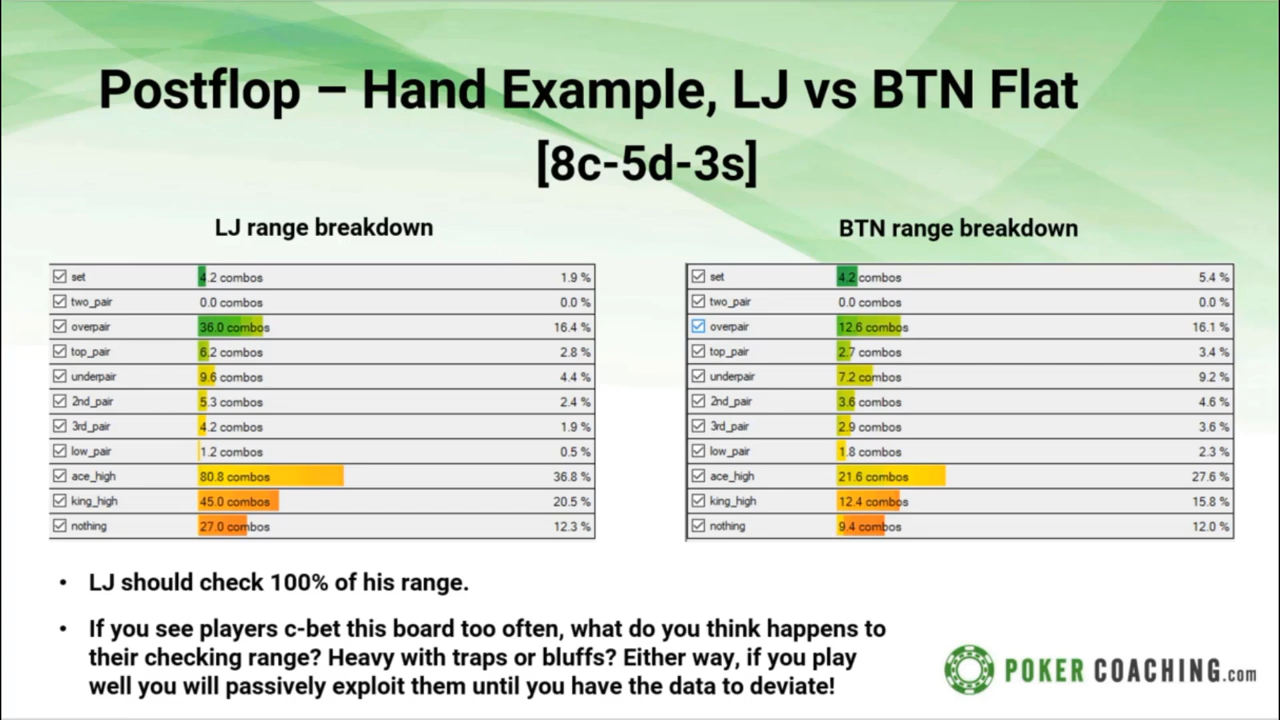 Postflop – Hand Example, LJ vs BTN Flat
[8c-5d-3s]
LJ range breakdown
set 4.2 combos 1.9 %
two_pair 0.0 combos 0.0 %
overpair 36.0 combos 16.4 %
top_pair 6.2 combos 2.8 %
underpair 9.6 combos 4.4 %
2nd_pair 5.3 combos 2.4 %
3rd_pair 4.2 combos 1.9 %
low_pair 1.2 combos 0.5 %
ace_high 80.8 combos 36.8 %
king_high 45.0 combos 20.5 %
nothing 27.0 combos 12.3 %
BTN range breakdown
set 4.2 combos 5.4 %
two_pair 0.0 combos 0.0 %
overpair 12.6 combos 16.1 %
top_pair 2.7 combos 3.4 %
underpair 7.2 combos 9.2 %
2nd_pair 3.6 combos 4.6 %
3rd_pair 2.9 combos 3.6 %
low_pair 1.8 combos 2.3 %
ace_high 21.6 combos 27.6 %
king_high 12.4 combos 15.8 %
nothing 9.4 combos 12.0 %
• LJ should check 100% of his range.
• If you see players c-bet this board too often, what do you think happens to
their checking range? Heavy with traps or bluffs? Either way, if you play
well you will passively exploit them until you have the data to deviate!
POKER COACHING.com